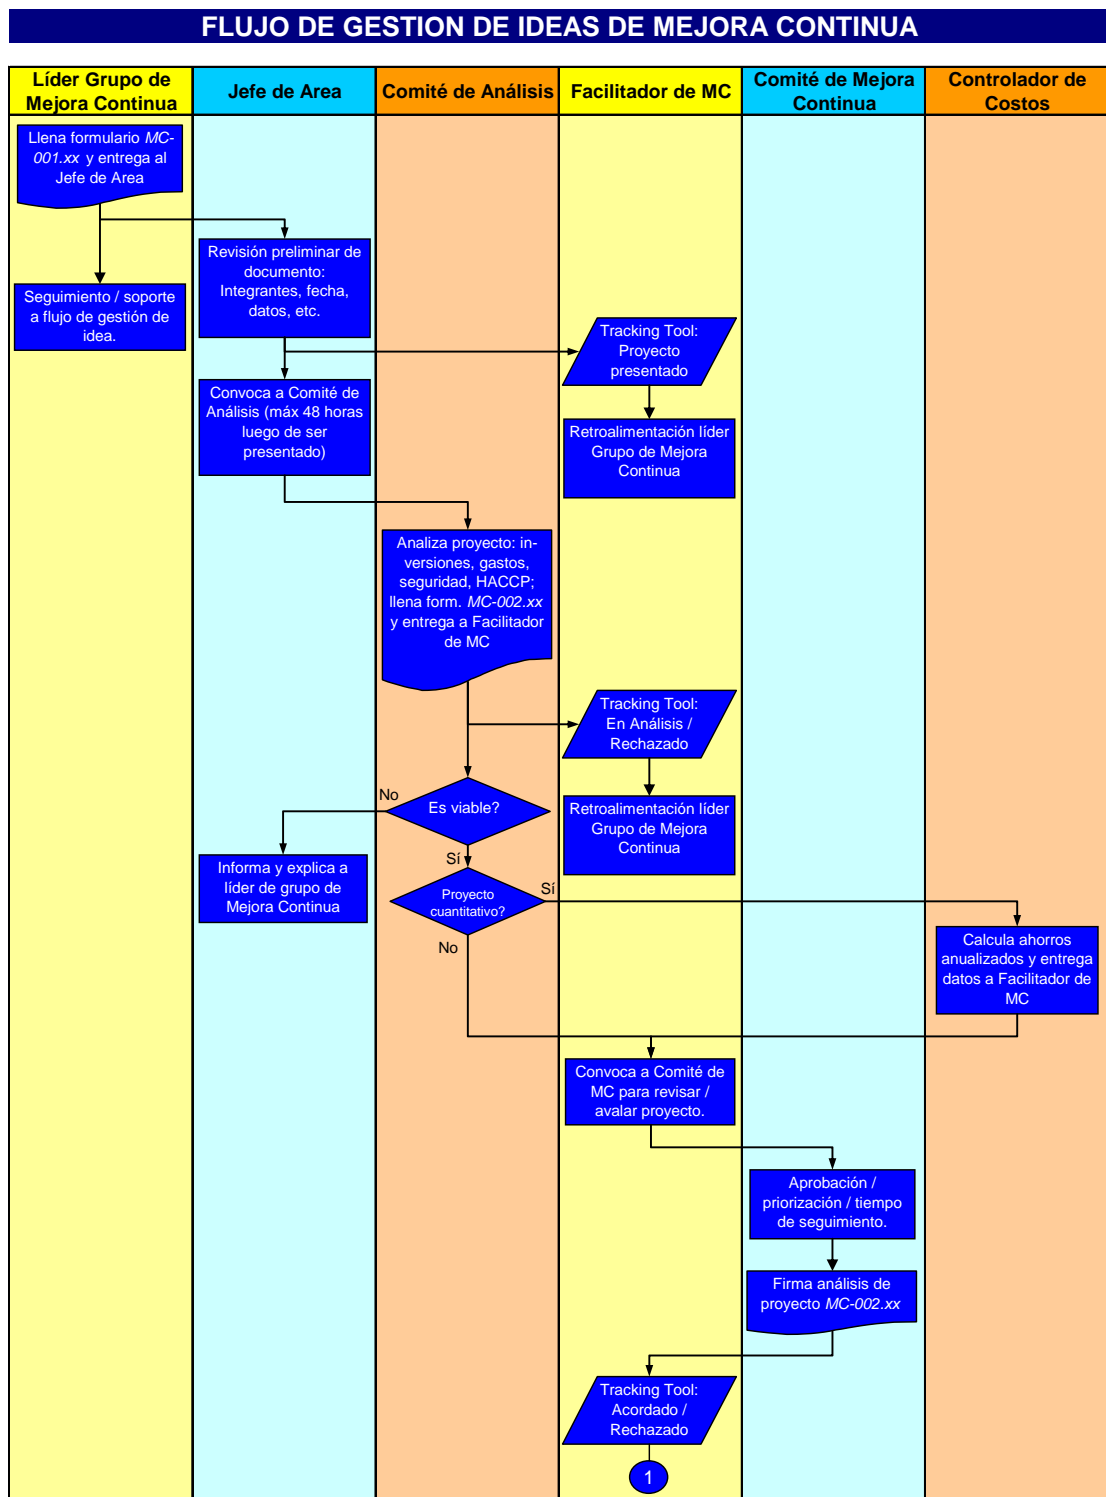 FLUJO DE GESTION DE IDEAS DE MEJORA CONTINUA
Líder Grupo de
Mejora Continua
Jefe de Area
Comité de Análisis
Facilitador de MC
Comité de Mejora
Continua
Controlador de
Costos
Llena formulario MC-
001.xx y entrega al
Jefe de Area
Revisión preliminar de
documento:
Integrantes, fecha,
datos, etc.
Seguimiento / soporte
a flujo de gestión de
idea.
Tracking Tool:
Proyecto
presentado
Convoca a Comité de
Análisis (máx 48 horas
luego de ser
presentado)
Retroalimentación líder
Grupo de Mejora
Continua
Analiza proyecto: in-
versiones, gastos,
seguridad, HACCP;
llena form. MC-002.xx
y entrega a Facilitador
de MC
Tracking Tool:
En Análisis /
Rechazado
No
Es viable?
Retroalimentación líder
Grupo de Mejora
Continua
Sí
Informa y explica a
líder de grupo de
Mejora Continua
Proyecto
cuantitativo?
Sí
No
Calcula ahorros
anualizados y entrega
datos a Facilitador de
MC
Convoca a Comité de
MC para revisar /
avalar proyecto.
Aprobación /
priorización / tiempo
de seguimiento.
Firma análisis de
proyecto MC-002.xx
Tracking Tool:
Acordado /
Rechazado
1